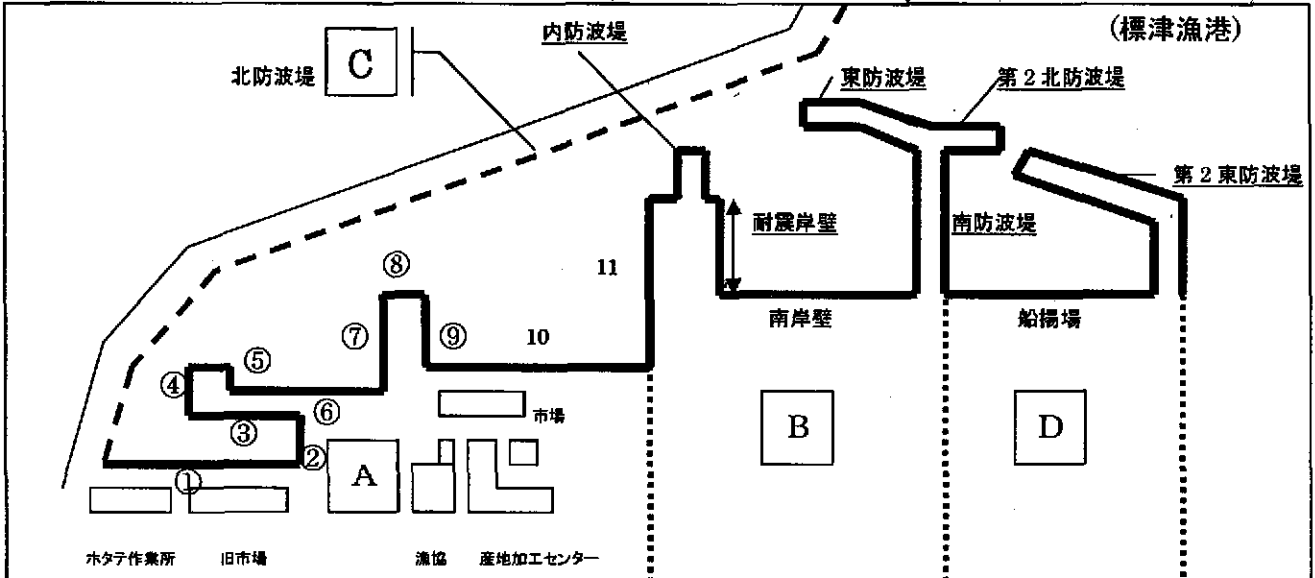 (標津漁港)
内防波堤
北防波堤
C
東防波堤
第2北防波堤
第2東防波堤
耐震岸壁
南防波堤
⑧
11
⑦
⑨
10
南岸壁
船揚場
⑤
④
⑥
③
②
①
市場
A
B
D
ホタテ作業所
旧市場
漁協
産地加工センター